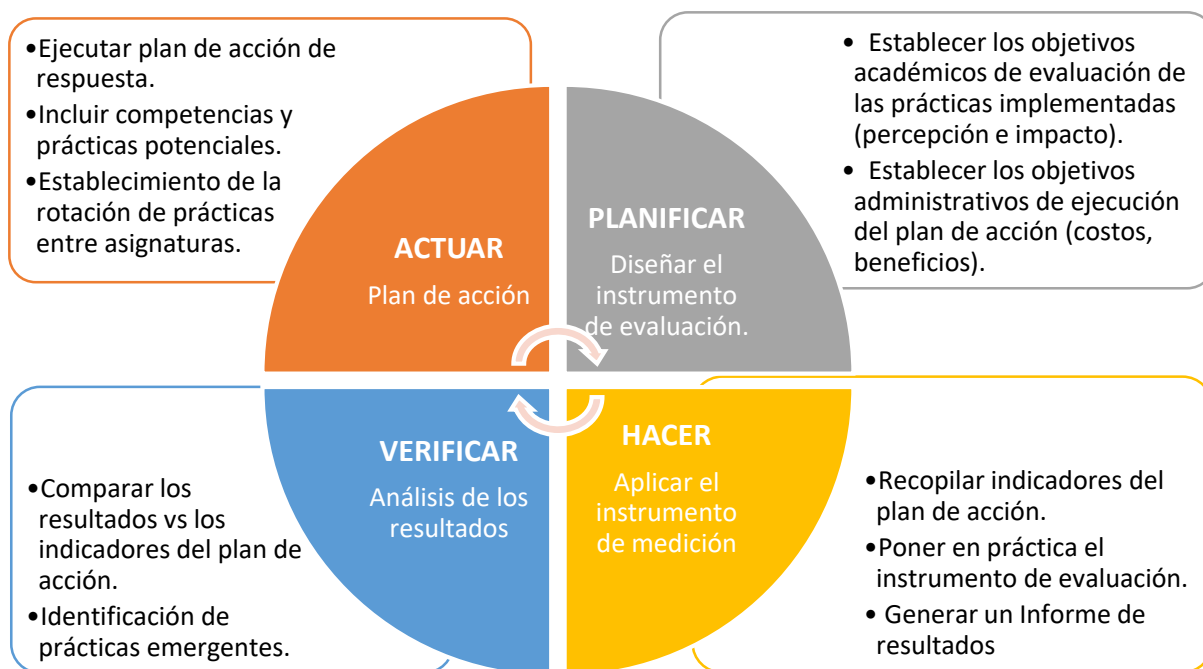 •Ejecutar plan de acción de
respuesta.
•Incluir competencias y
prácticas potenciales.
•Establecimiento de la
rotación de prácticas
entre asignaturas.
ACTUAR
Plan de acción
• Establecer los objetivos
académicos de evaluación de
las prácticas implementadas
(percepción e impacto).
• Establecer los objetivos
administrativos de ejecución
del plan de acción (costos,
beneficios).
PLANIFICAR
Diseñar el
instrumento
de evaluación.
•Comparar los
resultados vs los
indicadores del plan de
acción.
•Identificación de
prácticas emergentes.
VERIFICAR
Análisis de los
resultados
HACER
Aplicar el
instrumento
de medición
•Recopilar indicadores del
plan de acción.
•Poner en práctica el
instrumento de evaluación.
• Generar un Informe de
resultados